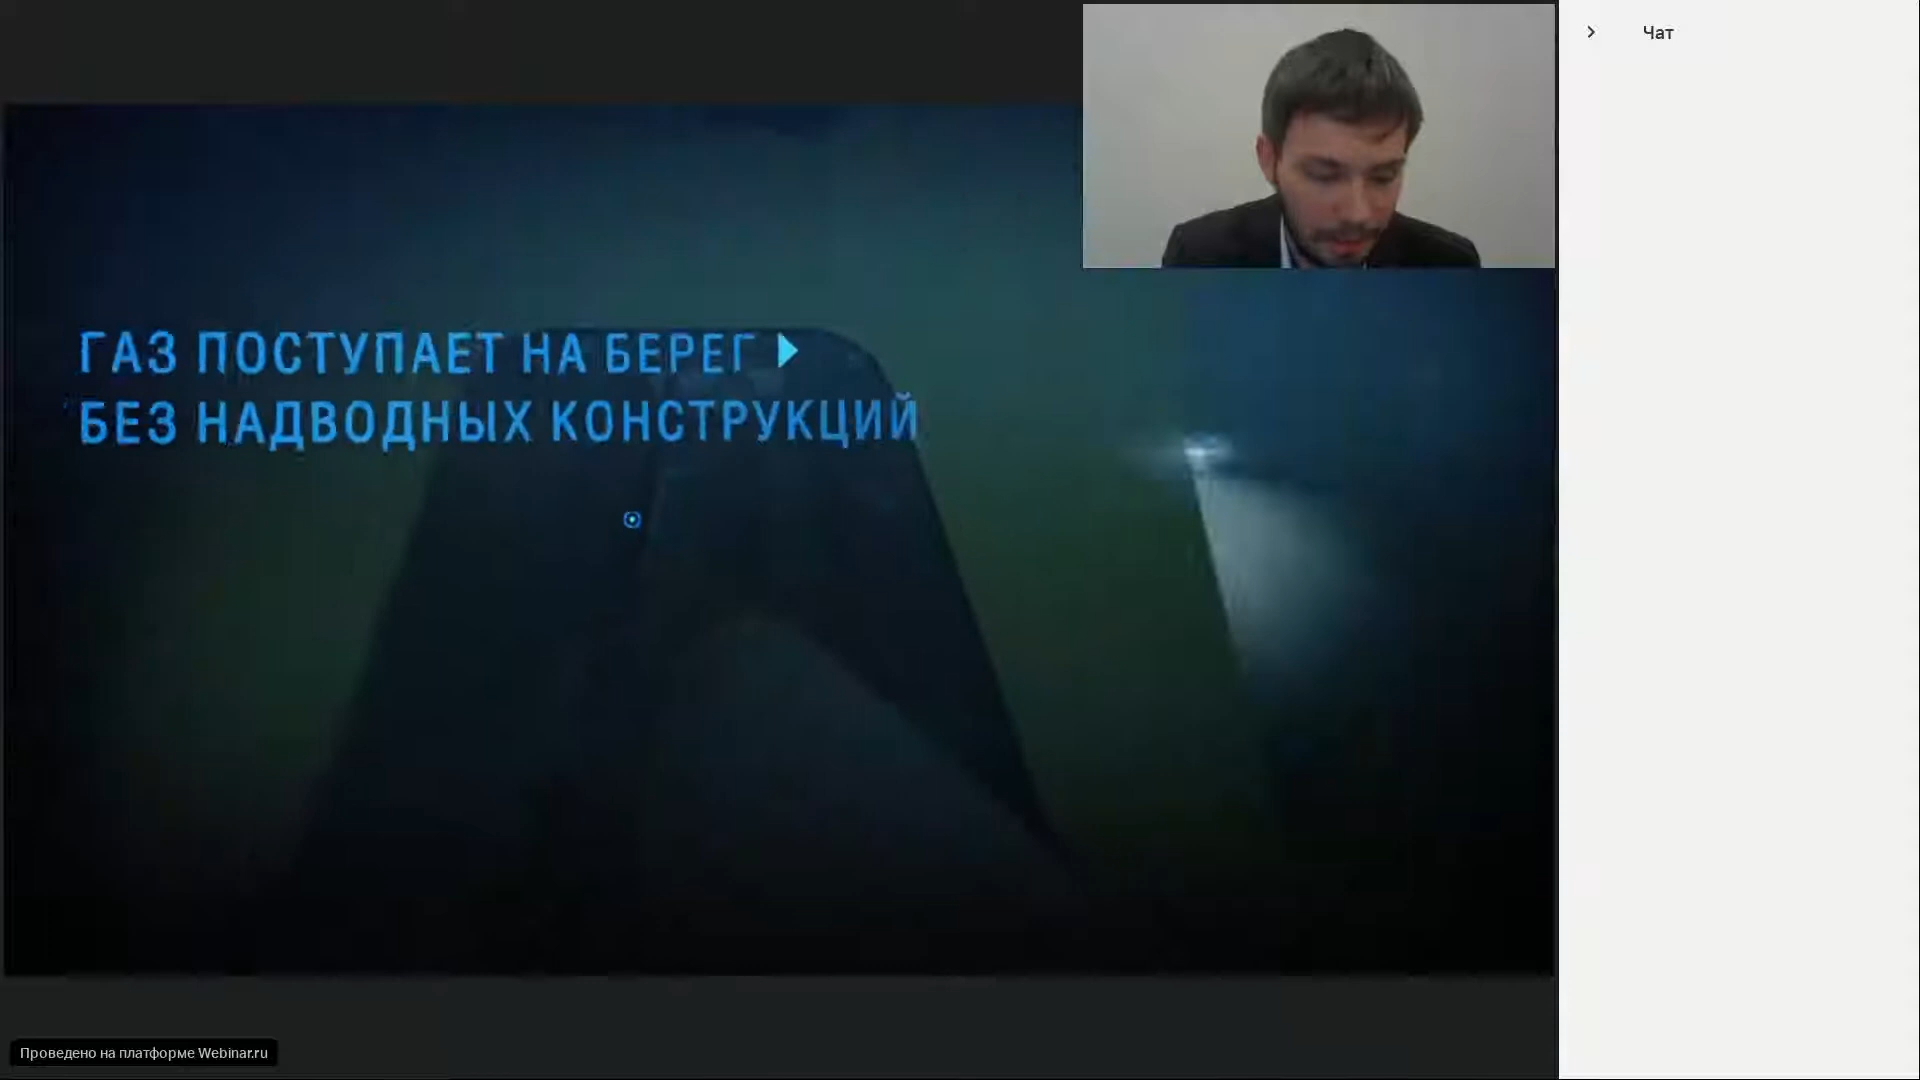 Чат
ГАЗ ПОСТУПАЕТ НА БЕРЕГ
БЕЗ НАДВОДНЫХ КОНСТРУКЦИЙ
Проведено на платформе Webinar.ru